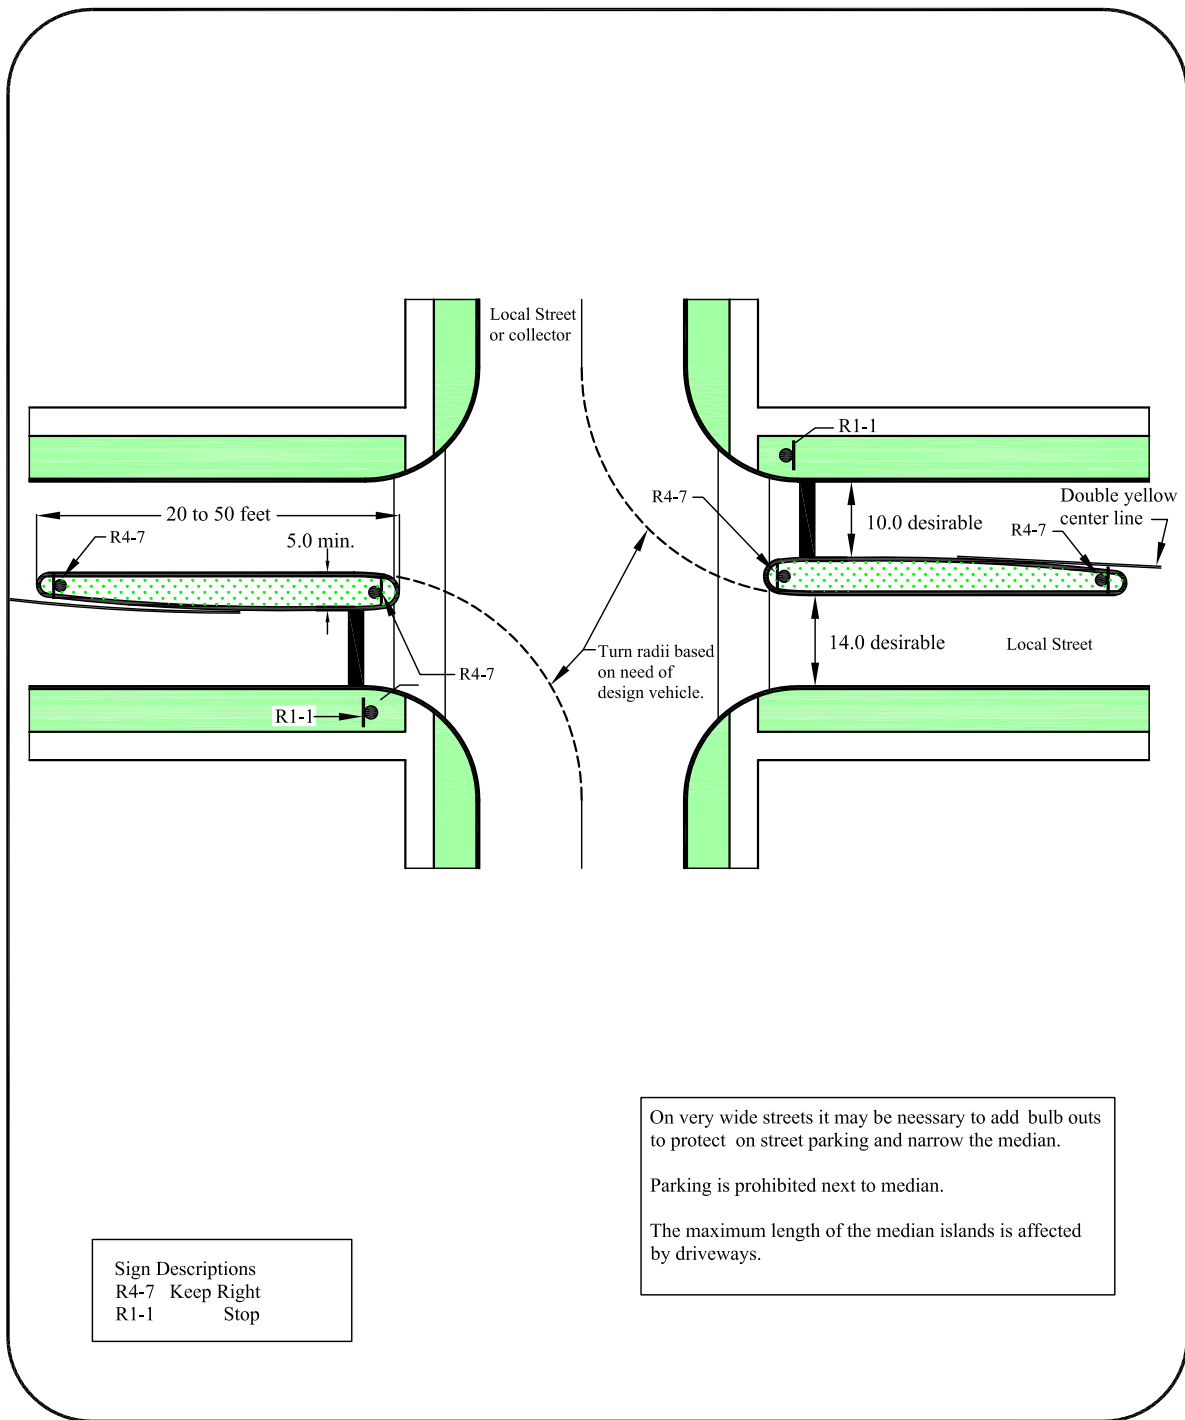 Local Street
or collector
R1-1
R4-7
Double yellow
center line
20 to 50 feet
10.0 desirable
R4-7
R4-7
5.0 min.
14.0 desirable
Local Street
Turn radii based
on need of
design vehicle.
R4-7
R1-1
On very wide streets it may be neessary to add bulb outs
to protect on street parking and narrow the median.
Parking is prohibited next to median.
The maximum length of the median islands is affected
by driveways.
Sign Descriptions
R4-7 Keep Right
R1-1 Stop